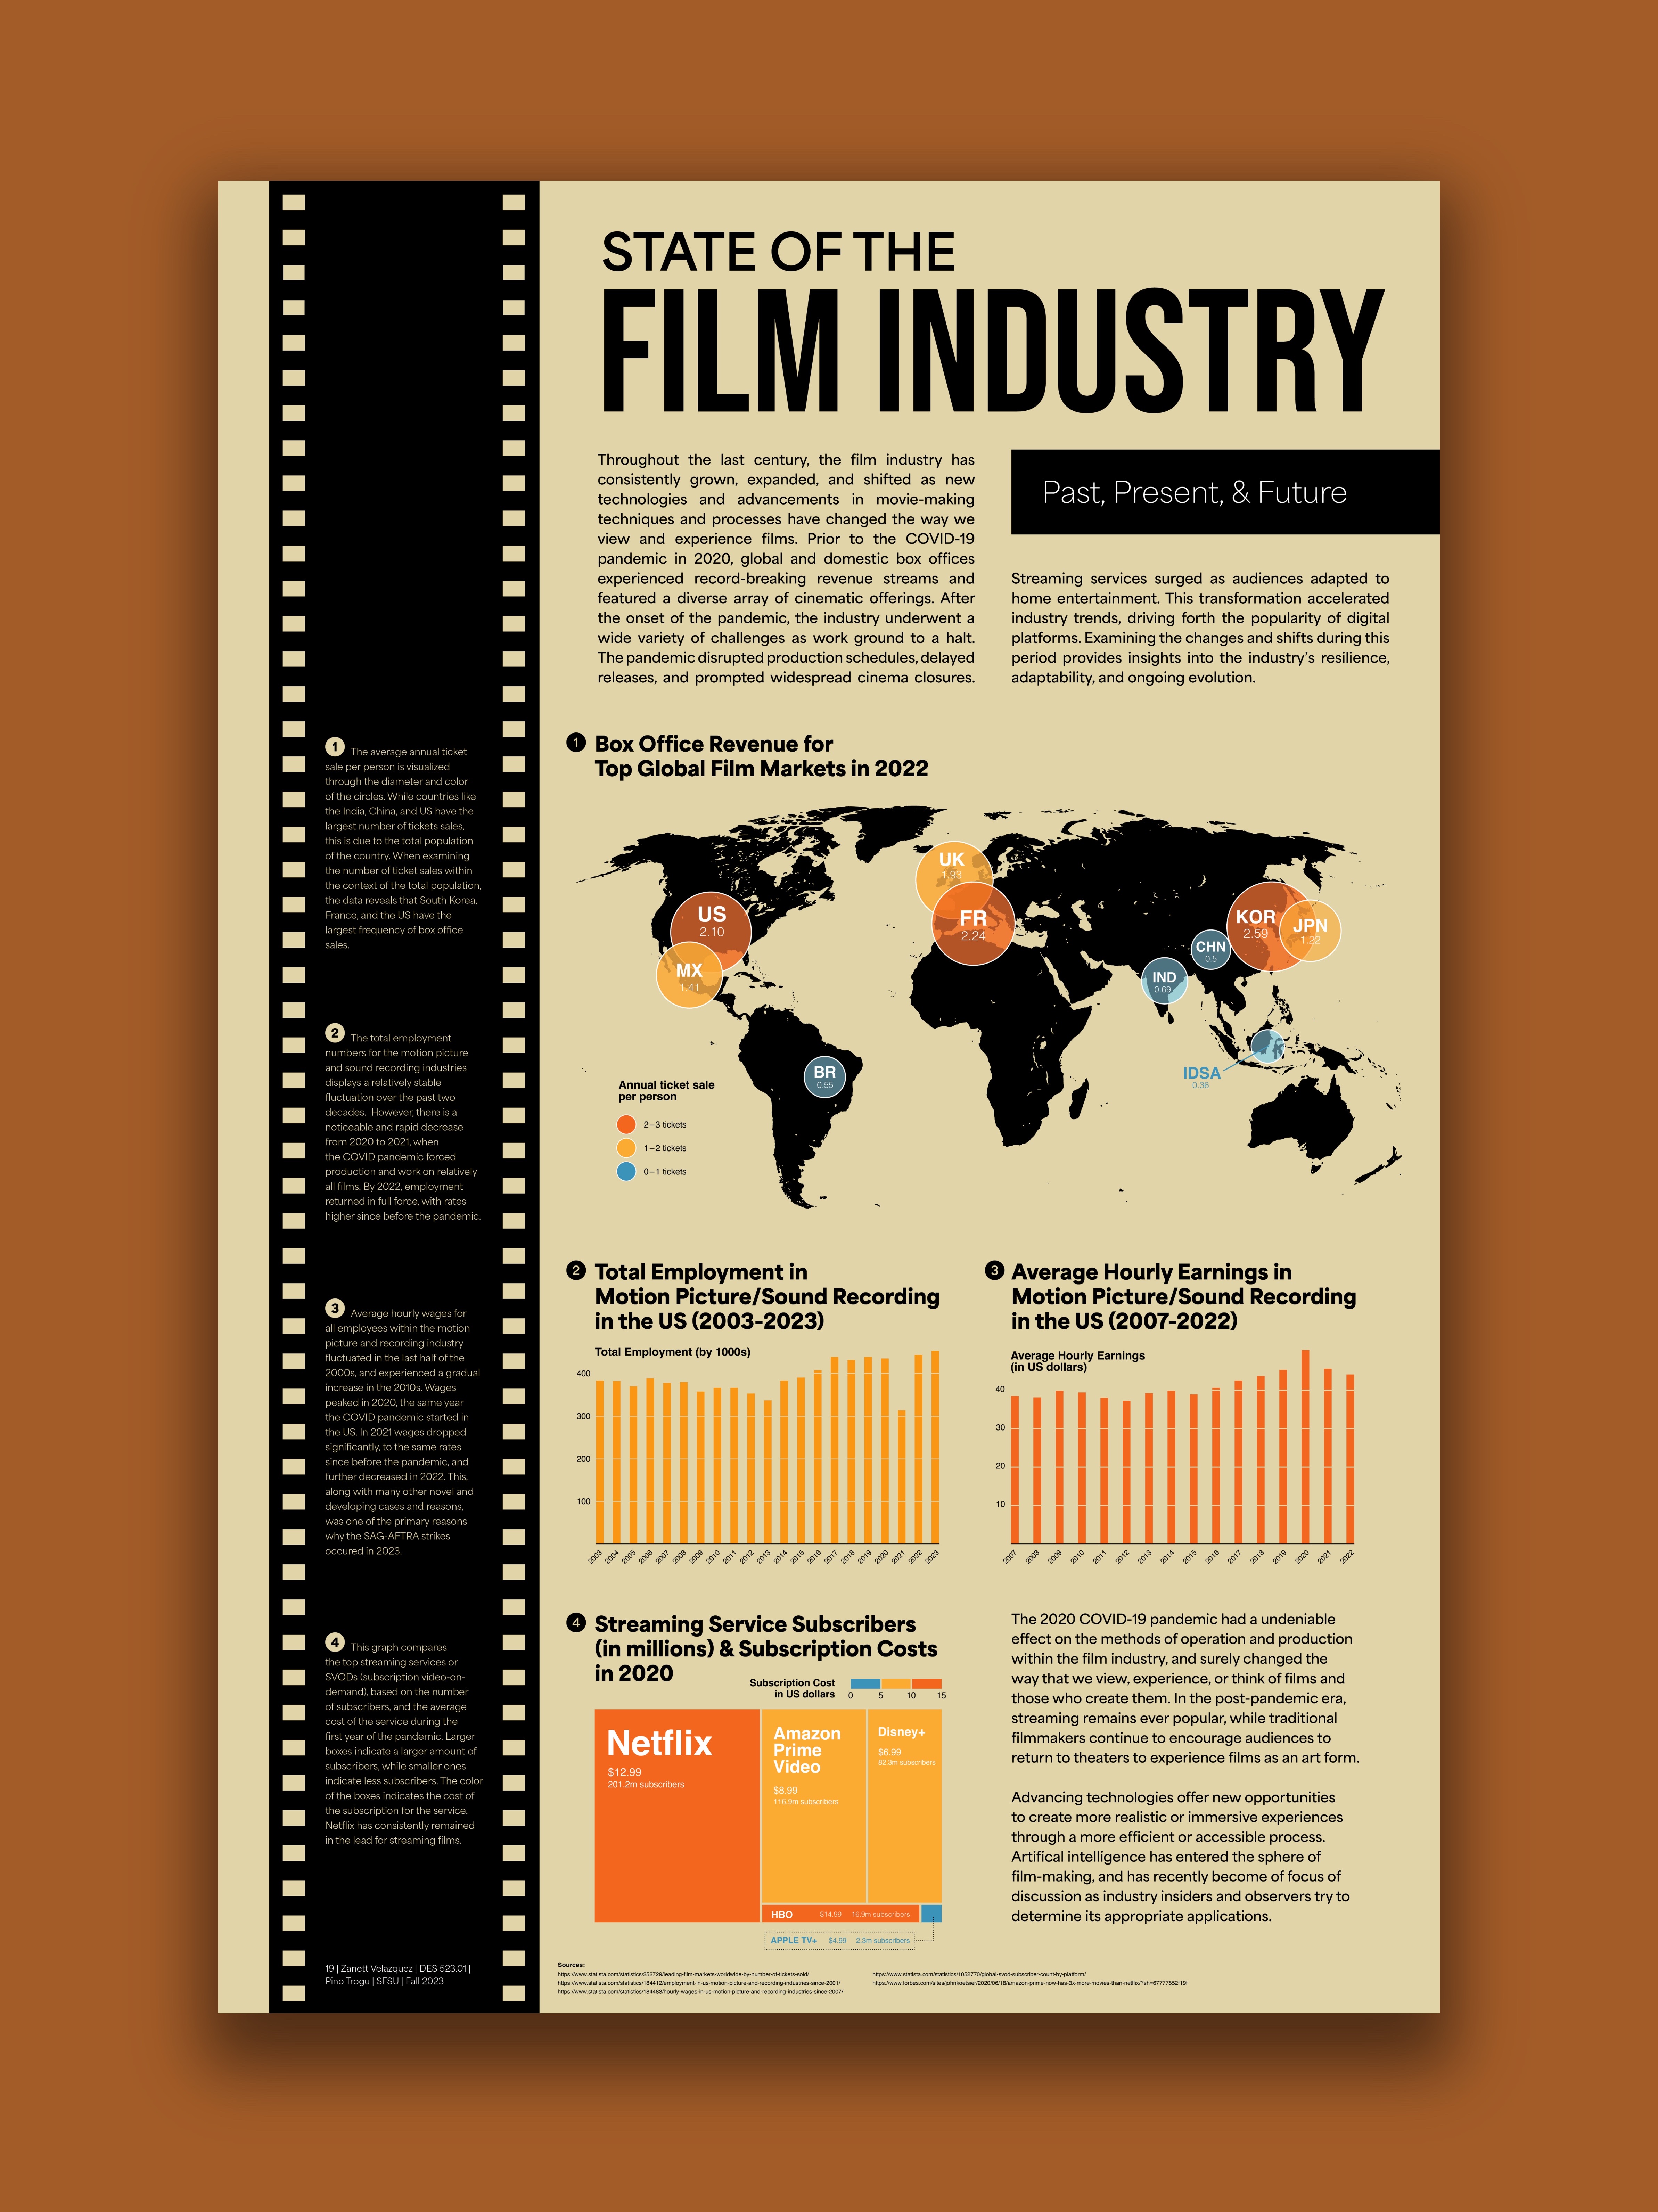 STATE OF THE
FILM INDUSTRY
Throughout the last century, the film industry has
consistently grown, expanded, and shifted as new
technologies and advancements in movie-making
techniques and processes have changed the way we
view and experience films. Prior to the COVID-19
pandemic in 2020, global and domestic box offices
experienced record-breaking revenue streams and
featured a diverse array of cinematic offerings. After
the onset of the pandemic, the industry underwent a
wide variety of challenges as work ground to a halt.
The pandemic disrupted production schedules, delayed
releases, and prompted widespread cinema closures.
Past, Present, & Future
Streaming services surged as audiences adapted to
home entertainment. This transformation accelerated
industry trends, driving forth the popularity of digital
platforms. Examining the changes and shifts during this
period provides insights into the industry's resilience,
adaptability, and ongoing evolution.
1 The average annual ticket
sale per person is visualized
through the diameter and color
of the circles. While countries like
the India, China, and US have the
largest number of tickets sales,
this is due to the total population
of the country. When examining
the number of ticket sales within
the context of the total population,
the data reveals that South Korea,
France, and the US have the
largest frequency of box office
sales.
2 The total employment
numbers for the motion picture
and sound recording industries
displays a relatively stable
fluctuation over the past two
decades. However, there is a
noticeable and rapid decrease
from 2020 to 2021, when
the COVID pandemic forced
production and work on relatively
all films. By 2022, employment
returned in full force, with rates
higher since before the pandemic.
3 Average hourly wages for
all employees within the motion
picture and recording industry
fluctuated in the last half of the
2000s, and experienced a gradual
increase in the 2010s. Wages
peaked in 2020, the same year
the COVID pandemic started in
the US. In 2021 wages dropped
significantly, to the same rates
since before the pandemic, and
further decreased in 2022. This,
along with many other novel and
developing cases and reasons,
was one of the primary reasons
why the SAG-AFTRA strikes
occured in 2023.
4 This graph compares
the top streaming services or
SVODs (subscription video-on-
demand), based on the number
of subscribers, and the average
cost of the service during the
first year of the pandemic. Larger
boxes indicate a larger amount of
subscribers, while smaller ones
indicate less subscribers. The color
of the boxes indicates the cost of
the subscription for the service.
Netflix has consistently remained
in the lead for streaming films.
19 | Zanett Velazquez | DES 523.01 |
Pino Trogu | SFSU | Fall 2023
1 Box Office Revenue for
Top Global Film Markets in 2022
UK
1.93
US
2.10
FR
2.24
KOR
2.59
JPN
1.22
CHN
0.5
MX
1.41
IND
0.69
BR
0.55
IDSA
0.36
Annual ticket sale
per person
2–3 tickets
1–2 tickets
0–1 tickets
2 Total Employment in
Motion Picture/Sound Recording
in the US (2003-2023)
Total Employment (by 1000s)
400
300
200
100
2003 2004 2005 2006 2007 2008 2009 2010 2011 2012 2013 2014 2015 2016 2017 2018 2019 2020 2021 2022 2023
3 Average Hourly Earnings in
Motion Picture/Sound Recording
in the US (2007-2022)
Average Hourly Earnings
(in US dollars)
40
30
20
10
2007 2008 2009 2010 2011 2012 2013 2014 2015 2016 2017 2018 2019 2020 2021 2022
4 Streaming Service Subscribers
(in millions) & Subscription Costs
in 2020
Subscription Cost
in US dollars
0 5 10 15
Netflix
$12.99
201.2m subscribers
Amazon
Prime
Video
$8.99
116.9m subscribers
Disney+
$6.99
82.3m subscribers
HBO $14.99 16.9m subscribers
APPLE TV+ $4.99 2.3m subscribers
The 2020 COVID-19 pandemic had a undeniable
effect on the methods of operation and production
within the film industry, and surely changed the
way that we view, experience, or think of films and
those who create them. In the post-pandemic era,
streaming remains ever popular, while traditional
filmmakers continue to encourage audiences to
return to theaters to experience films as an art form.
Advancing technologies offer new opportunities
to create more realistic or immersive experiences
through a more efficient or accessible process.
Artifical intelligence has entered the sphere of
film-making, and has recently become of focus of
discussion as industry insiders and observers try to
determine its appropriate applications.
Sources:
https://www.statista.com/statistics/252729/leading-film-markets-worldwide-by-number-of-tickets-sold/
https://www.statista.com/statistics/184412/employment-in-us-motion-picture-and-recording-industries-since-2001/
https://www.statista.com/statistics/184483/hourly-wages-in-us-motion-picture-and-recording-industries-since-2007/
https://www.statista.com/statistics/1052770/global-svod-subscriber-count-by-platform/
https://www.forbes.com/sites/johnkoetsier/2020/06/18/amazon-prime-now-has-3x-more-movies-than-netflix/?sh=67777852f19f